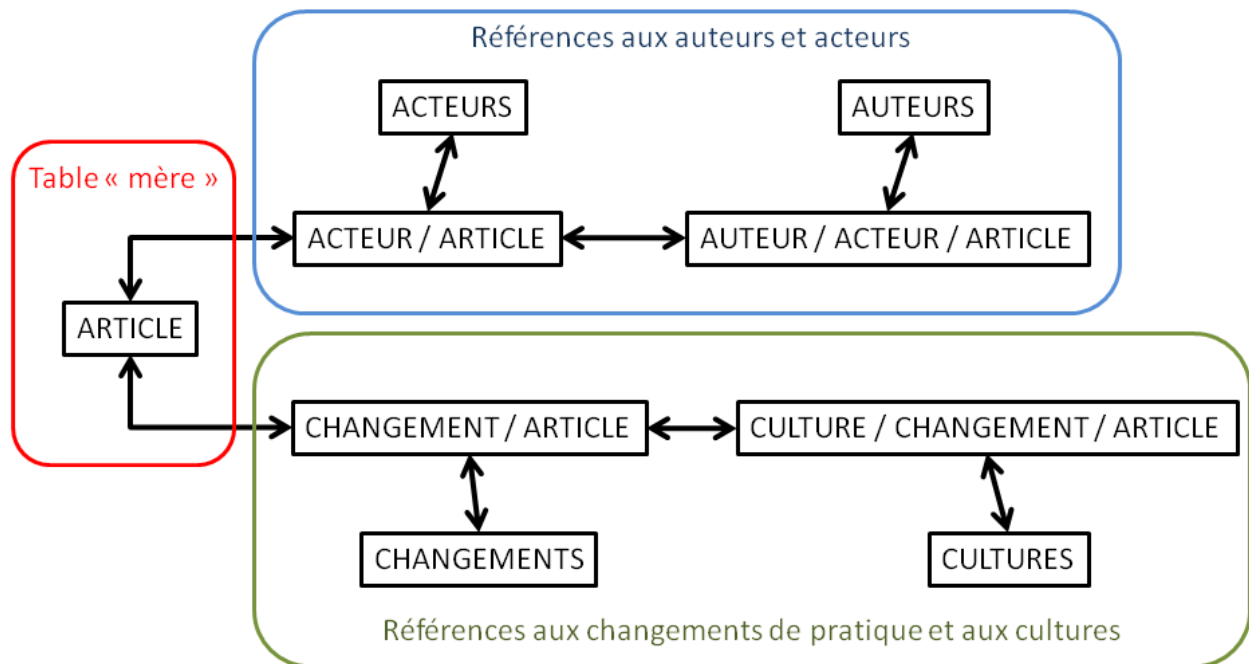 Références aux auteurs et acteurs
ACTEURS
AUTEURS
Table « mère »
ACTEUR / ARTICLE
AUTEUR / ACTEUR / ARTICLE
ARTICLE
CHANGEMENT / ARTICLE
CULTURE / CHANGEMENT / ARTICLE
CHANGEMENTS
CULTURES
Références aux changements de pratique et aux cultures